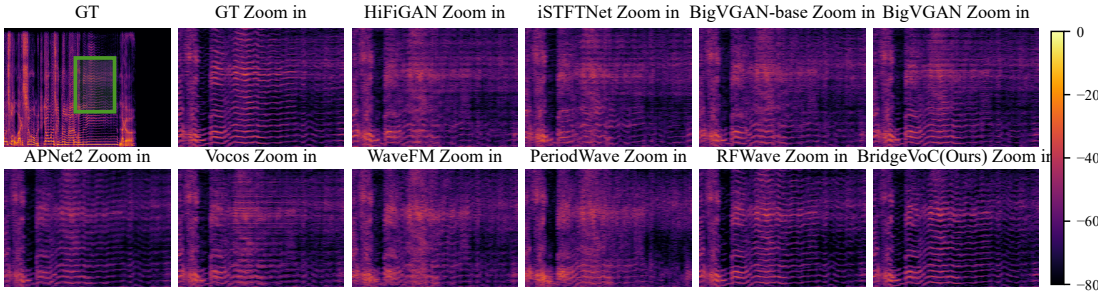 GT GT Zoom in HiFiGAN Zoom in iSTFTNet Zoom in BigVGAN-base Zoom in BigVGAN Zoom in
APNet2 Zoom in Vocos Zoom in WaveFM Zoom in PeriodWave Zoom in RFWave Zoom in BridgeVoC(Ours) Zoom in
0
−20
−40
−60
−80